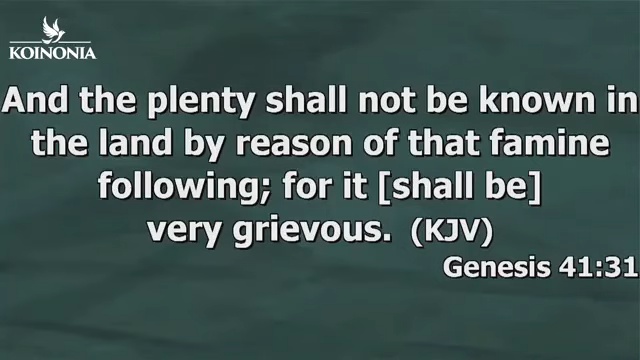 KOINONIA
And the plenty shall not be known in
the land by reason of that famine
following; for it [shall be]
very grievous. (KJV)
Genesis 41:31